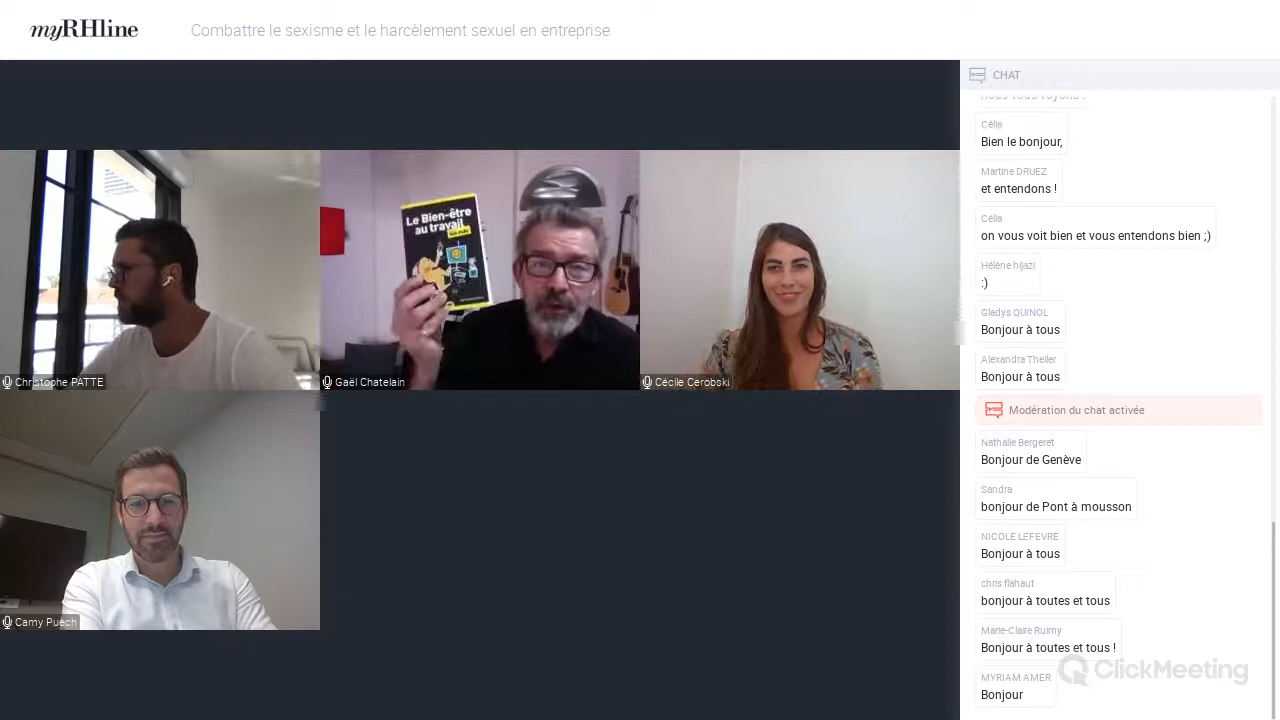 myRHline
Combattre le sexisme et le harcèlement sexuel en entreprise
CHAT
nous vous voyons !
Célia
Bien le bonjour,
Martine DRUEZ
et entendons !
Célia
on vous voit bien et vous entendons bien ;)
Hélène hijazi
:)
Gladys QUINOL
Bonjour à tous
Alexandra Theiler
Bonjour à tous
Modération du chat activée
Nathalie Bergeret
Bonjour de Genève
Sandra
bonjour de Pont à mousson
NICOLE LEFEVRE
Bonjour à tous
chris flahaut
bonjour à toutes et tous
Marie-Claire Ruimy
Bonjour à toutes et tous !
MYRIAM AMER
Bonjour
ClickMeeting
Le Bien-être
au travail
Christophe PATTE
Gaël Chatelain
Cécile Cerobski
Camy Puech